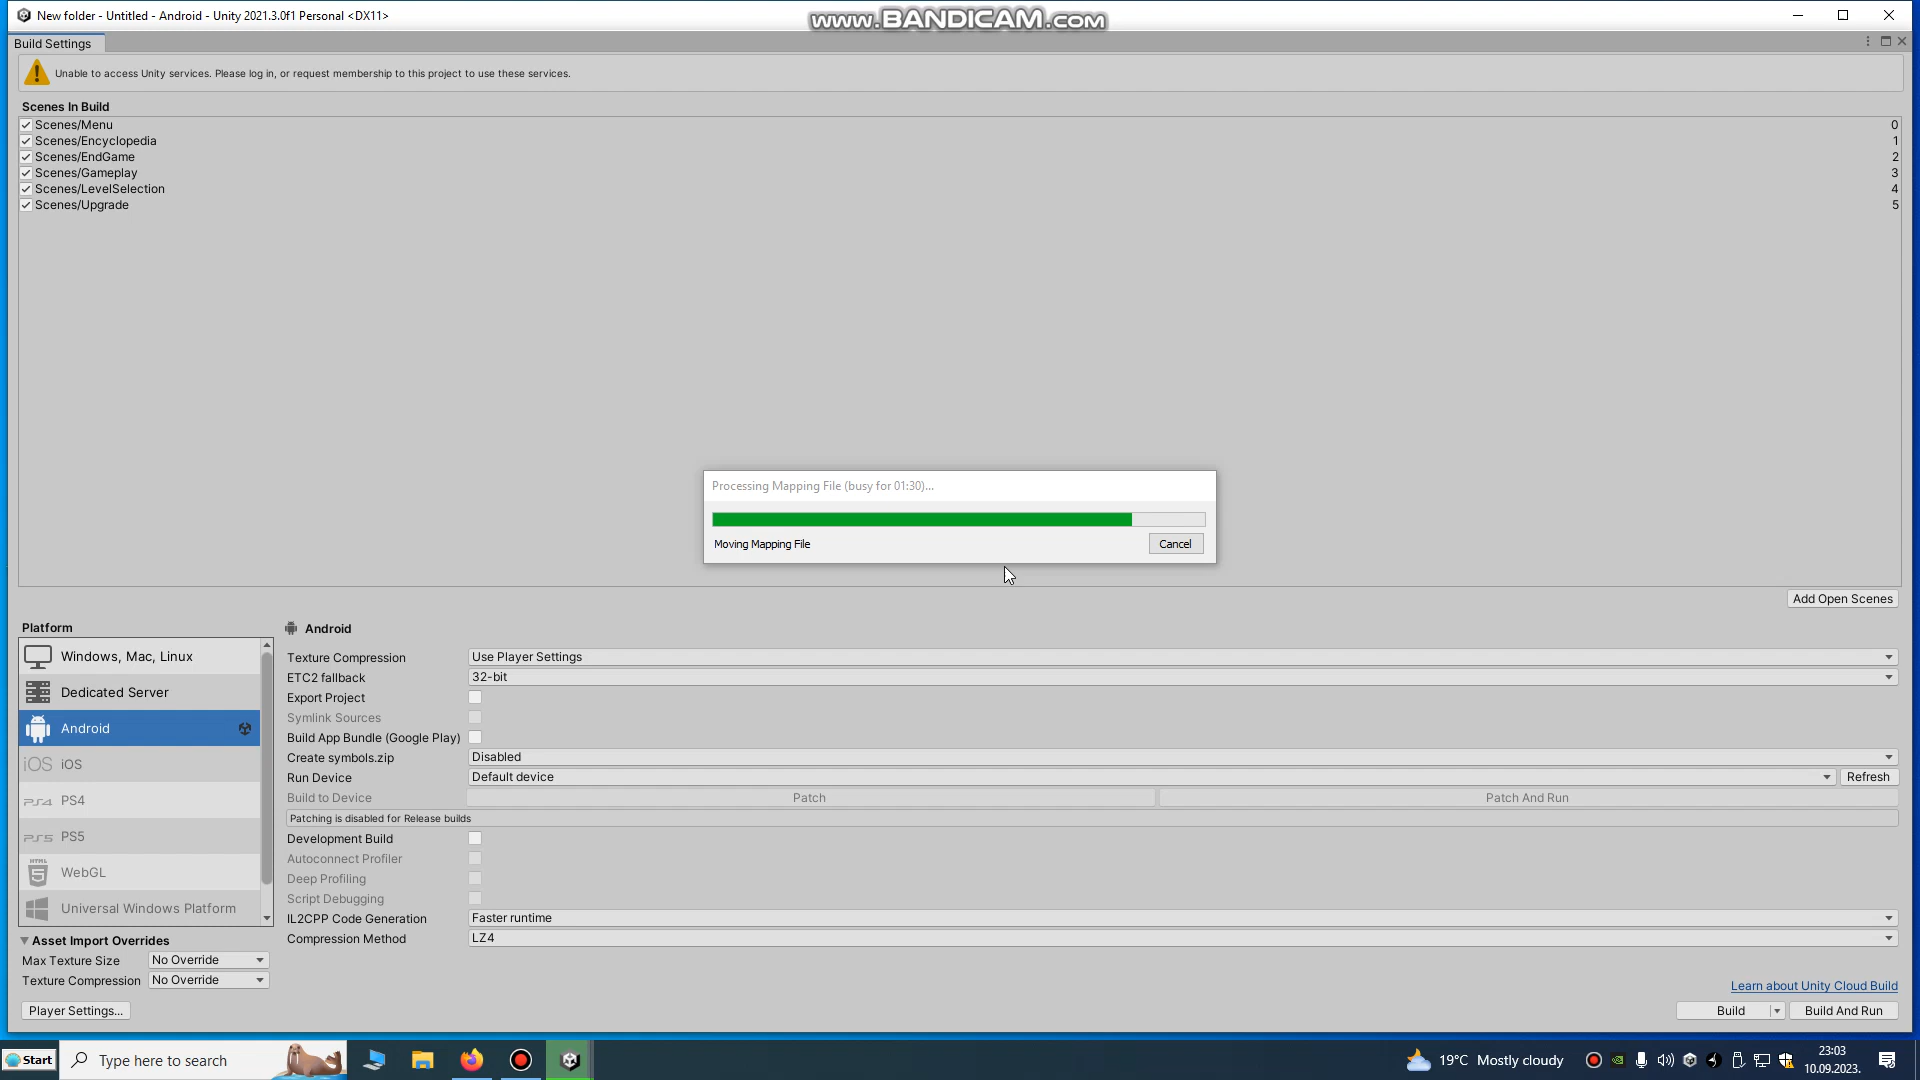 New folder - Untitled - Android - Unity 2021.3.0f1 Personal <DX11>
www.BANDICAM.com
Build Settings
Unable to access Unity services. Please log in, or request membership to this project to use these services.
Scenes In Build
Scenes/Menu 0
Scenes/Encyclopedia 1
Scenes/EndGame 2
Scenes/Gameplay 3
Scenes/LevelSelection 4
Scenes/Upgrade 5
Processing Mapping File (busy for 01:30)...
Moving Mapping File
Cancel
Add Open Scenes
Platform
Windows, Mac, Linux
Dedicated Server
Android
iOS iOS
PS4 PS4
PS5 PS5
HTML 5 WebGL
Universal Windows Platform
Asset Import Overrides
Max Texture Size No Override
Texture Compression No Override
Player Settings...
Android
Texture Compression Use Player Settings
ETC2 fallback 32-bit
Export Project
Symlink Sources
Build App Bundle (Google Play)
Create symbols.zip Disabled
Run Device Default device Refresh
Build to Device Patch Patch And Run
Patching is disabled for Release builds
Development Build
Autoconnect Profiler
Deep Profiling
Script Debugging
IL2CPP Code Generation Faster runtime
Compression Method LZ4
Learn about Unity Cloud Build
Build Build And Run
Start
Type here to search
19°C Mostly cloudy
23:03
10.09.2023.